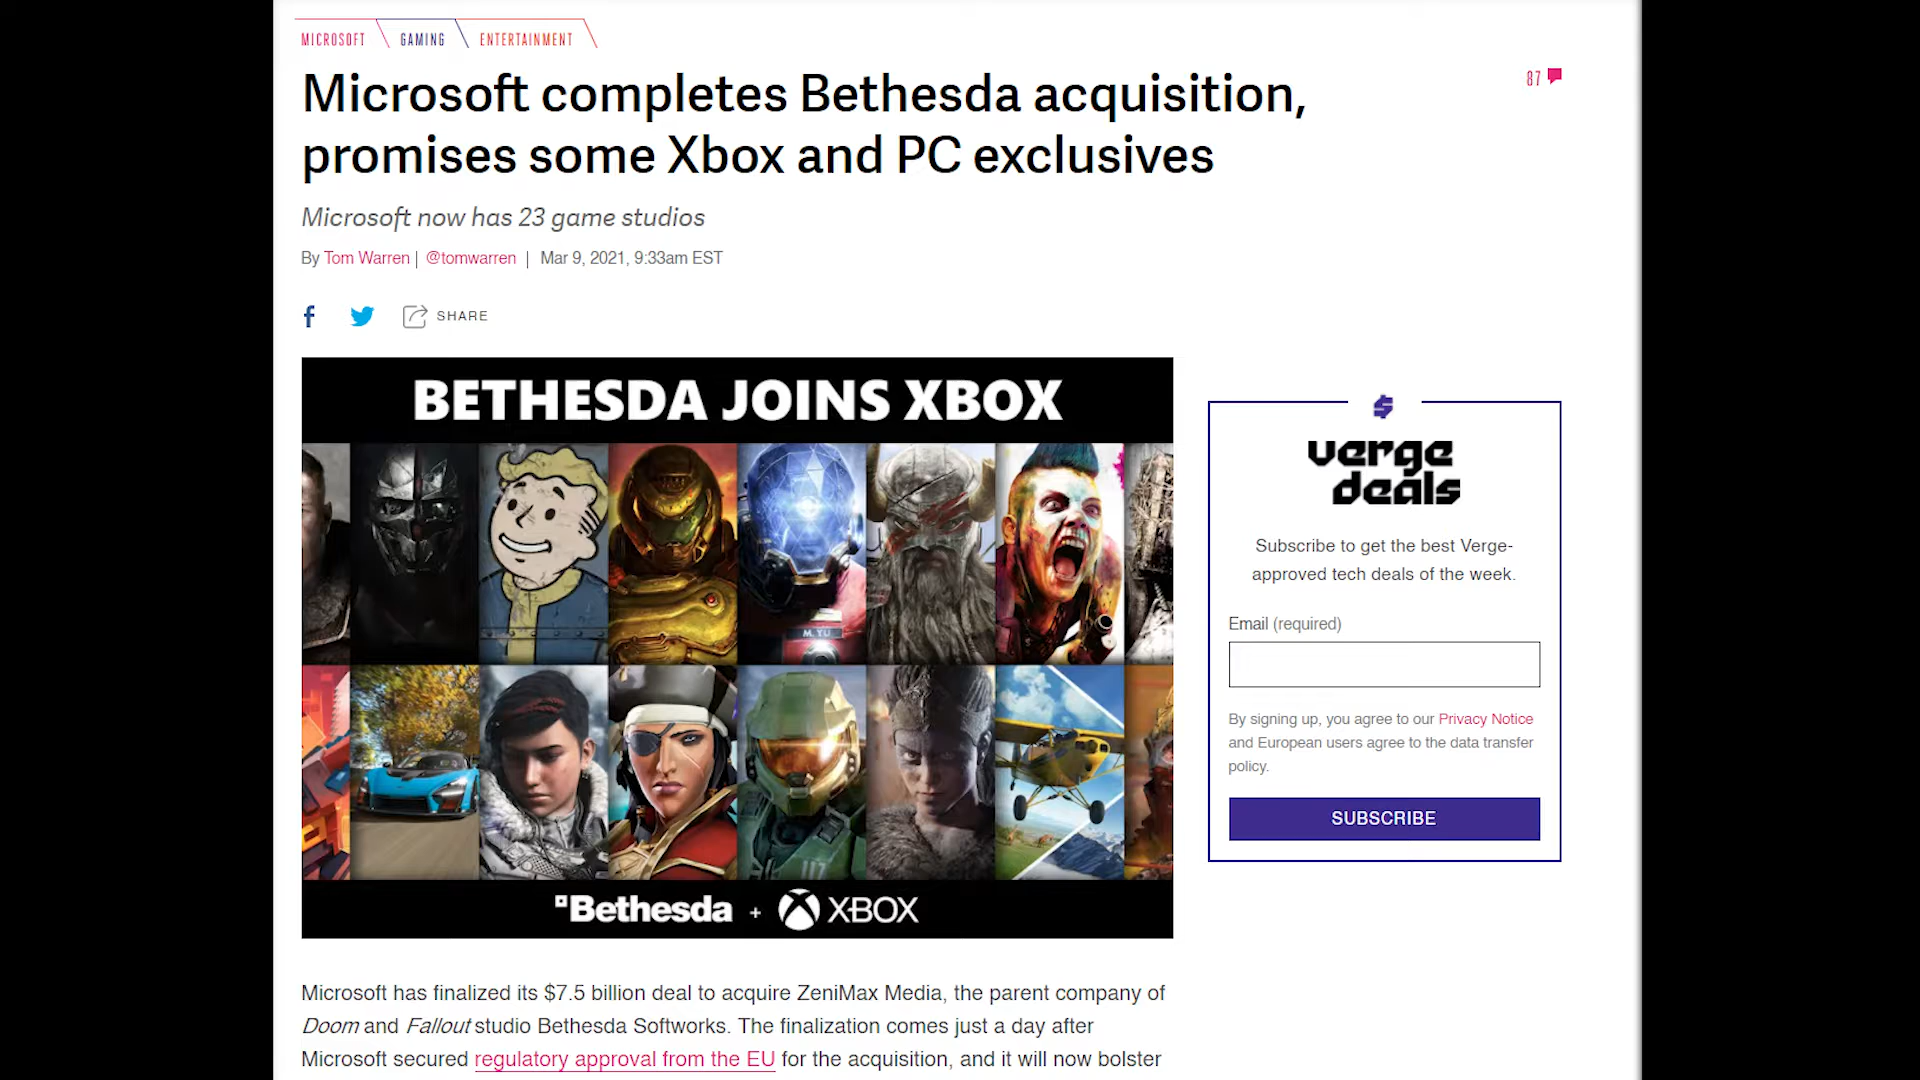 MICROSOFT
GAMING
ENTERTAINMENT
Microsoft completes Bethesda acquisition,
promises some Xbox and PC exclusives
87
Microsoft now has 23 game studios
By Tom Warren | @tomwarren | Mar 9, 2021, 9:33am EST
SHARE
BETHESDA JOINS XBOX
M. YU
117
Bethesda + XBOX
Microsoft has finalized its $7.5 billion deal to acquire ZeniMax Media, the parent company of
Doom and Fallout studio Bethesda Softworks. The finalization comes just a day after
Microsoft secured regulatory approval from the EU for the acquisition, and it will now bolster
verge
deals
Subscribe to get the best Verge-
approved tech deals of the week.
Email (required)
By signing up, you agree to our Privacy Notice
and European users agree to the data transfer
policy.
SUBSCRIBE